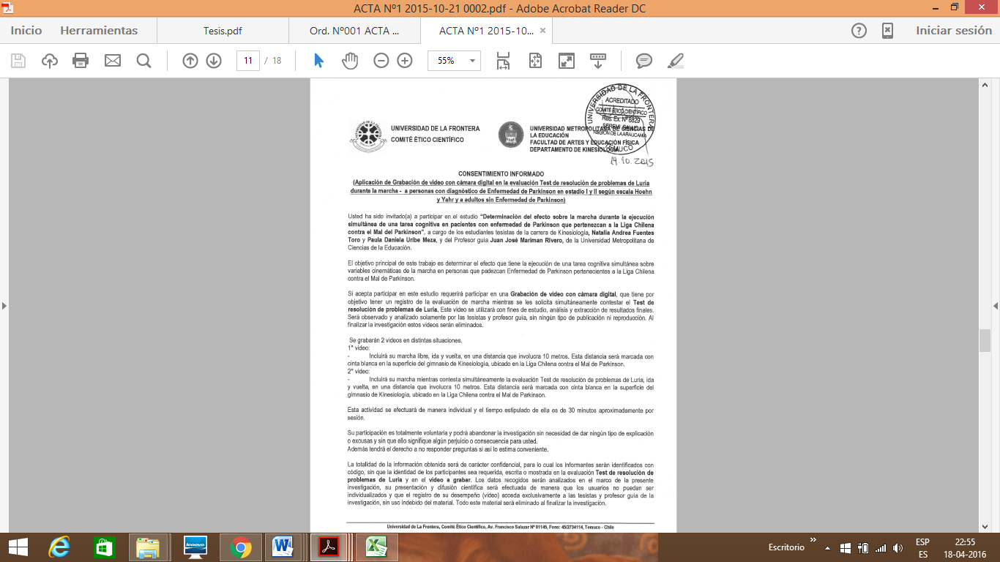 ACTA Nº1 2015-10-21 0002.pdf - Adobe Acrobat Reader DC
Inicio Herramientas Tesis.pdf Ord. Nº001 ACTA ... ACTA Nº1 2015-10... × Iniciar sesión
11 / 18 55%
UNIVERSIDAD DE LA FRONTERA
COMITÉ ÉTICO CIENTÍFICO
UNIVERSIDAD METROPOLITANA DE CIENCIAS DE
LA EDUCACIÓN
FACULTAD DE ARTES Y EDUCACIÓN FÍSICA
DEPARTAMENTO DE KINESIOLOGIA
UNIVERSIDAD DE LA FRONTERA
ACREDITADO
COMITÉ ÉTICO CIENTÍFICO
Res. Ex. Nº 8829
SEREMI SALUD
REGIÓN DE LA ARAUCANÍA
TEMUCO
14.10.2015
CONSENTIMIENTO INFORMADO
(Aplicación de Grabación de video con cámara digital en la evaluación Test de resolución de problemas de Luria
durante la marcha - a personas con diagnóstico de Enfermedad de Parkinson en estadio I y II según escala Hoehn
y Yahr y a adultos sin Enfermedad de Parkinson)
Usted ha sido invitado(a) a participar en el estudio "Determinación del efecto sobre la marcha durante la ejecución
simultánea de una tarea cognitiva en pacientes con enfermedad de Parkinson que pertenezcan a la Liga Chilena
contra el Mal del Parkinson", a cargo de los estudiantes tesistas de la carrera de Kinesiología, Natalia Andrea Fuentes
Toro y Paula Daniela Uribe Meza, y del Profesor guía Juan José Mariman Rivero, de la Universidad Metropolitana de
Ciencias de la Educación.
El objetivo principal de este trabajo es determinar el efecto que tiene la ejecución de una tarea cognitiva simultánea sobre
variables cinemáticas de la marcha en personas que padezcan Enfermedad de Parkinson pertenecientes a la Liga Chilena
contra el Mal de Parkinson.
Si acepta participar en este estudio requerirá participar en una Grabación de video con cámara digital, que tiene por
objetivo tener un registro de la evaluación de marcha mientras se les solicita simultáneamente contestar el Test de
resolución de problemas de Luria. Este video se utilizará con fines de estudio, análisis y extracción de resultados finales.
Será observado y analizado solamente por las tesistas y profesor guía, sin ningún tipo de publicación ni reproducción. Al
finalizar la investigación estos videos serán eliminados.
Se grabarán 2 videos en distintas situaciones.
1° video:
- Incluirá su marcha libre, ida y vuelta, en una distancia que involucra 10 metros. Esta distancia será marcada con
cinta blanca en la superficie del gimnasio de Kinesiología, ubicado en la Liga Chilena contra el Mal de Parkinson.
2° video:
- Incluirá su marcha mientras contesta simultáneamente la evaluación Test de resolución de problemas de Luria, ida
y vuelta, en una distancia que involucra 10 metros. Esta distancia será marcada con cinta blanca en la superficie del
gimnasio de Kinesiología, ubicado en la Liga Chilena contra el Mal de Parkinson.
Esta actividad se efectuará de manera individual y el tiempo estipulado de ella es de 30 minutos aproximadamente por
sesión.
Su participación es totalmente voluntaria y podrá abandonar la investigación sin necesidad de dar ningún tipo de explicación
o excusas y sin que ello signifique algún perjuicio o consecuencia para usted.
Además tendrá el derecho a no responder preguntas si así lo estima conveniente.
La totalidad de la información obtenida será de carácter confidencial, para lo cual los informantes serán identificados con
código, sin que la identidad de los participantes sea requerida, escrita o mostrada en la evaluación Test de resolución de
problemas de Luria y en el video a grabar. Los datos recogidos serán analizados en el marco de la presente
investigación, su presentación y difusión científica será efectuada de manera que los usuarios no puedan ser
individualizados y que el registro de su desempeño (video) acceda exclusivamente a las tesistas y profesor guía de la
investigación, sin uso indebido del material. Todo este material será eliminado al finalizar la investigación.
Universidad de La Frontera, Comité Ético Científico, Av. Francisco Salazar Nº 01145, Fono: 45/2734114, Temuco - Chile
Escritorio » ESP 22:55
ES 18-04-2016